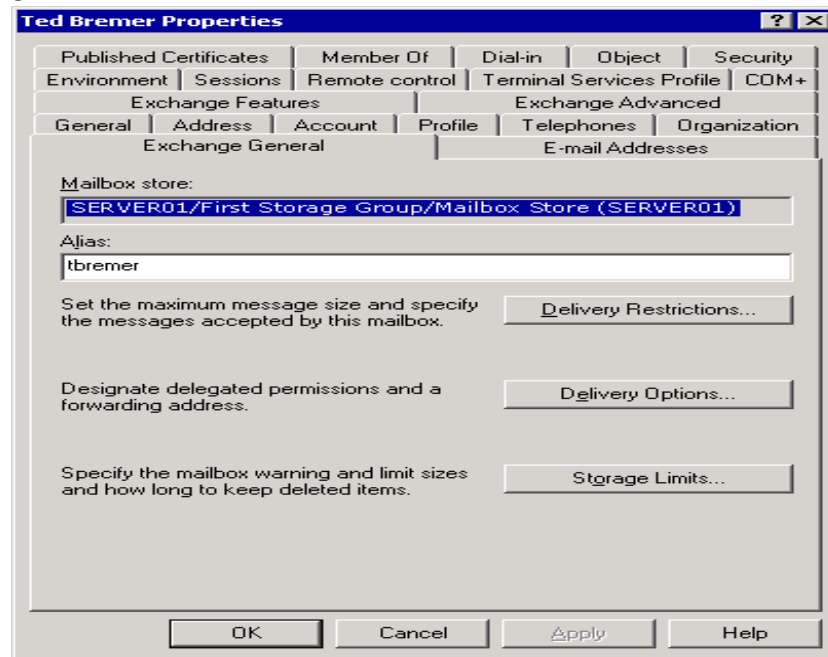 Ted Bremer Properties
Published Certificates Member Of Dial-in Object Security
Environment Sessions Remote control Terminal Services Profile COM+
Exchange Features Exchange Advanced
General Address Account Profile Telephones Organization
Exchange General E-mail Addresses
Mailbox store:
SERVER01/First Storage Group/Mailbox Store (SERVER01)
Alias:
tbremer
Set the maximum message size and specify
the messages accepted by this mailbox.
Delivery Restrictions...
Designate delegated permissions and a
forwarding address.
Delivery Options...
Specify the mailbox warning and limit sizes
and how long to keep deleted items.
Storage Limits...
OK Cancel Apply Help